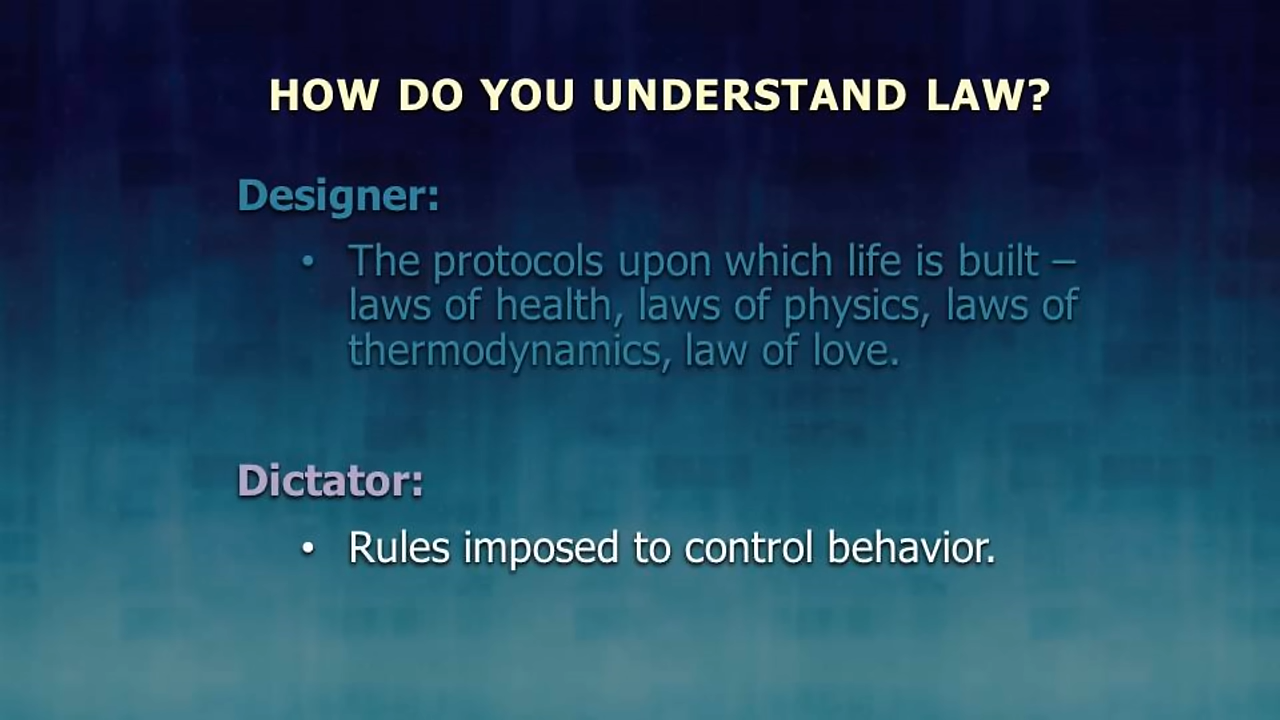 HOW DO YOU UNDERSTAND LAW?
Designer:
• The protocols upon which life is built –
laws of health, laws of physics, laws of
thermodynamics, law of love.
Dictator:
• Rules imposed to control behavior.